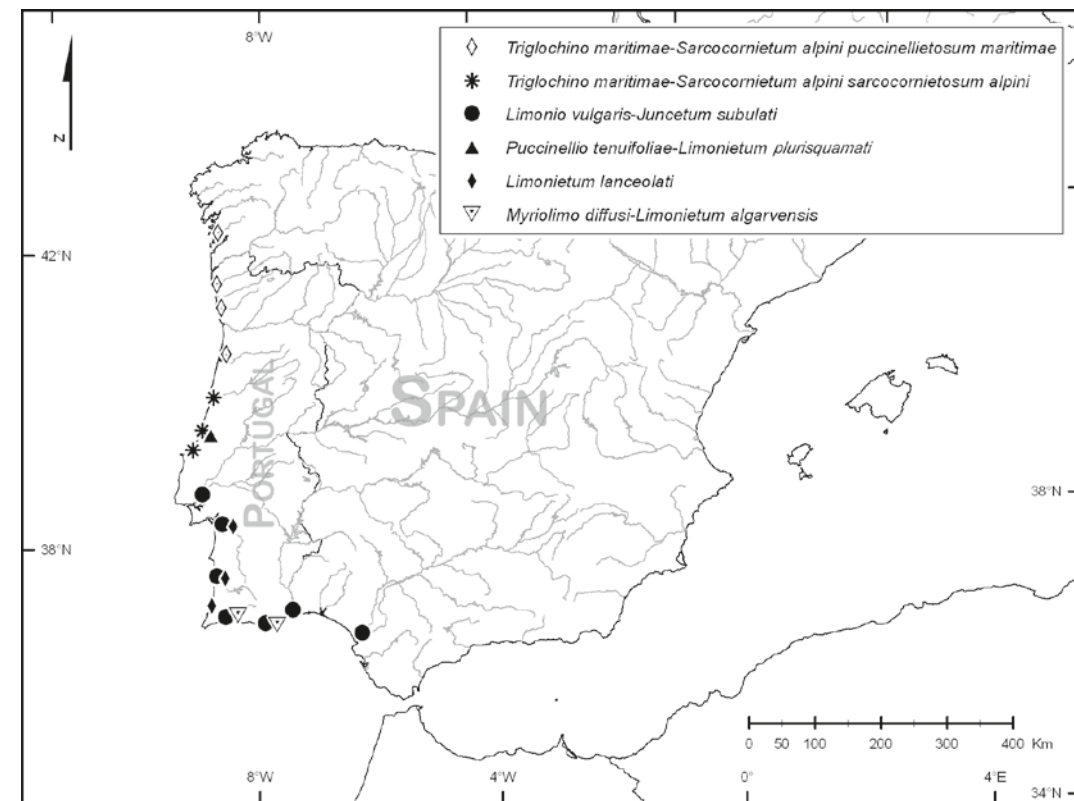 8°W
Triglochino maritimae-Sarcocornietum alpini puccinellietosum maritimae
Triglochino maritimae-Sarcocornietum alpini sarcocornietosum alpini
Limonio vulgaris-Juncetum subulati
Puccinellio tenuifoliae-Limonietum plurisquamati
Limonietum lanceolati
Myriolimo diffusi-Limonietum algarvensis
N
42°N
SPAIN
PORTUGAL
38°N
38°N
0 50 100 200 300 400 Km
8°W 4°W 0° 4°E
34°N